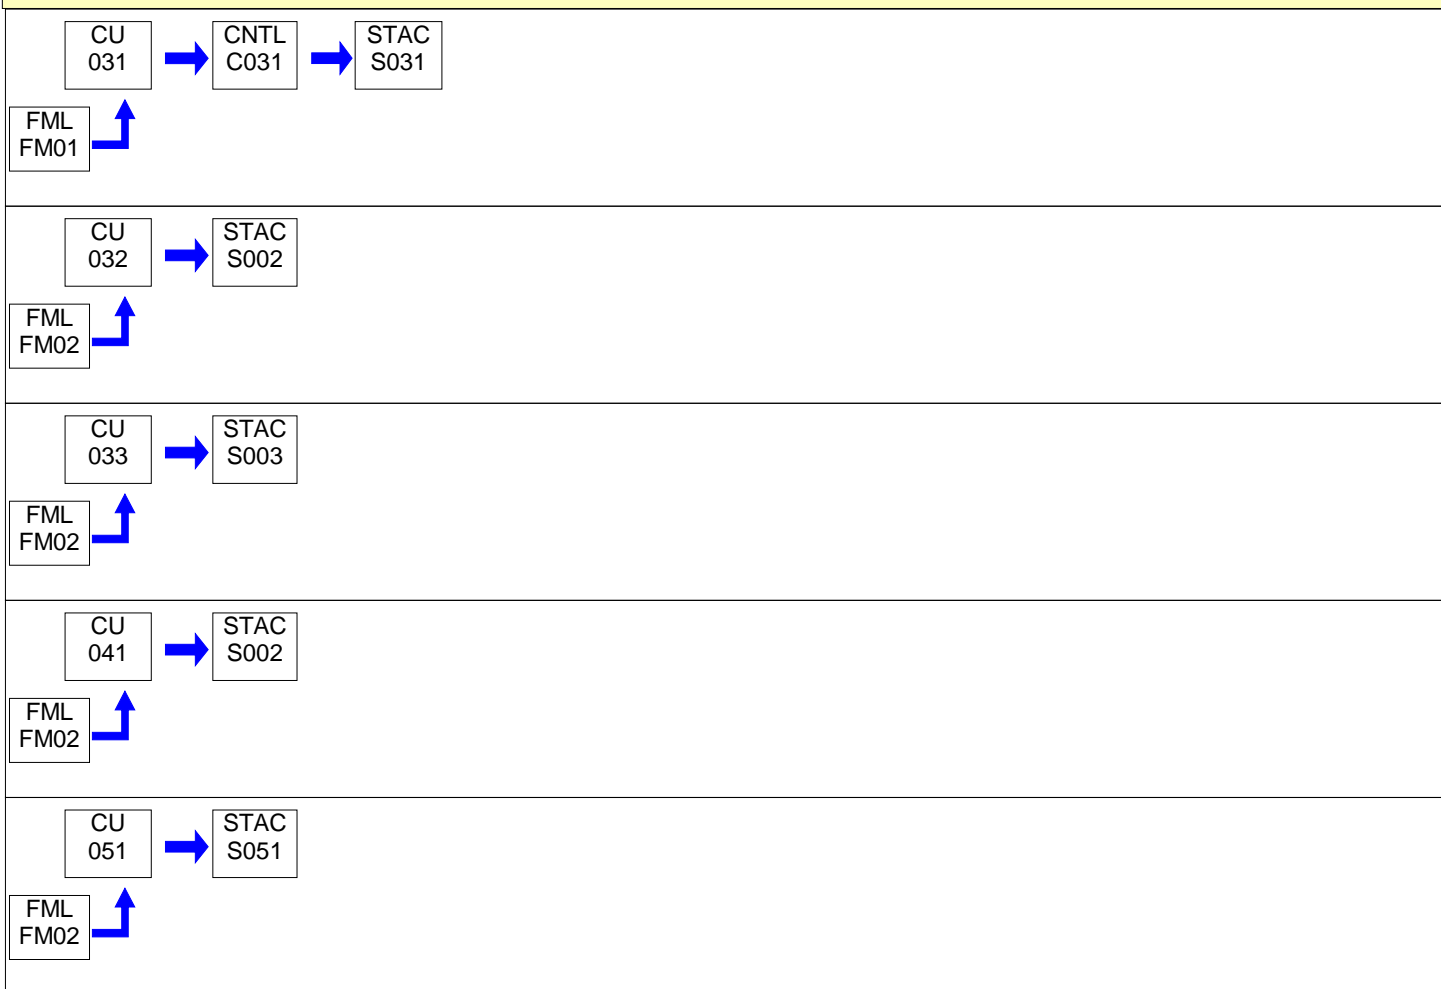 CU
031
CNTL
C031
STAC
S031
FML
FM01
CU
032
STAC
S002
FML
FM02
CU
033
STAC
S003
FML
FM02
CU
041
STAC
S002
FML
FM02
CU
051
STAC
S051
FML
FM02